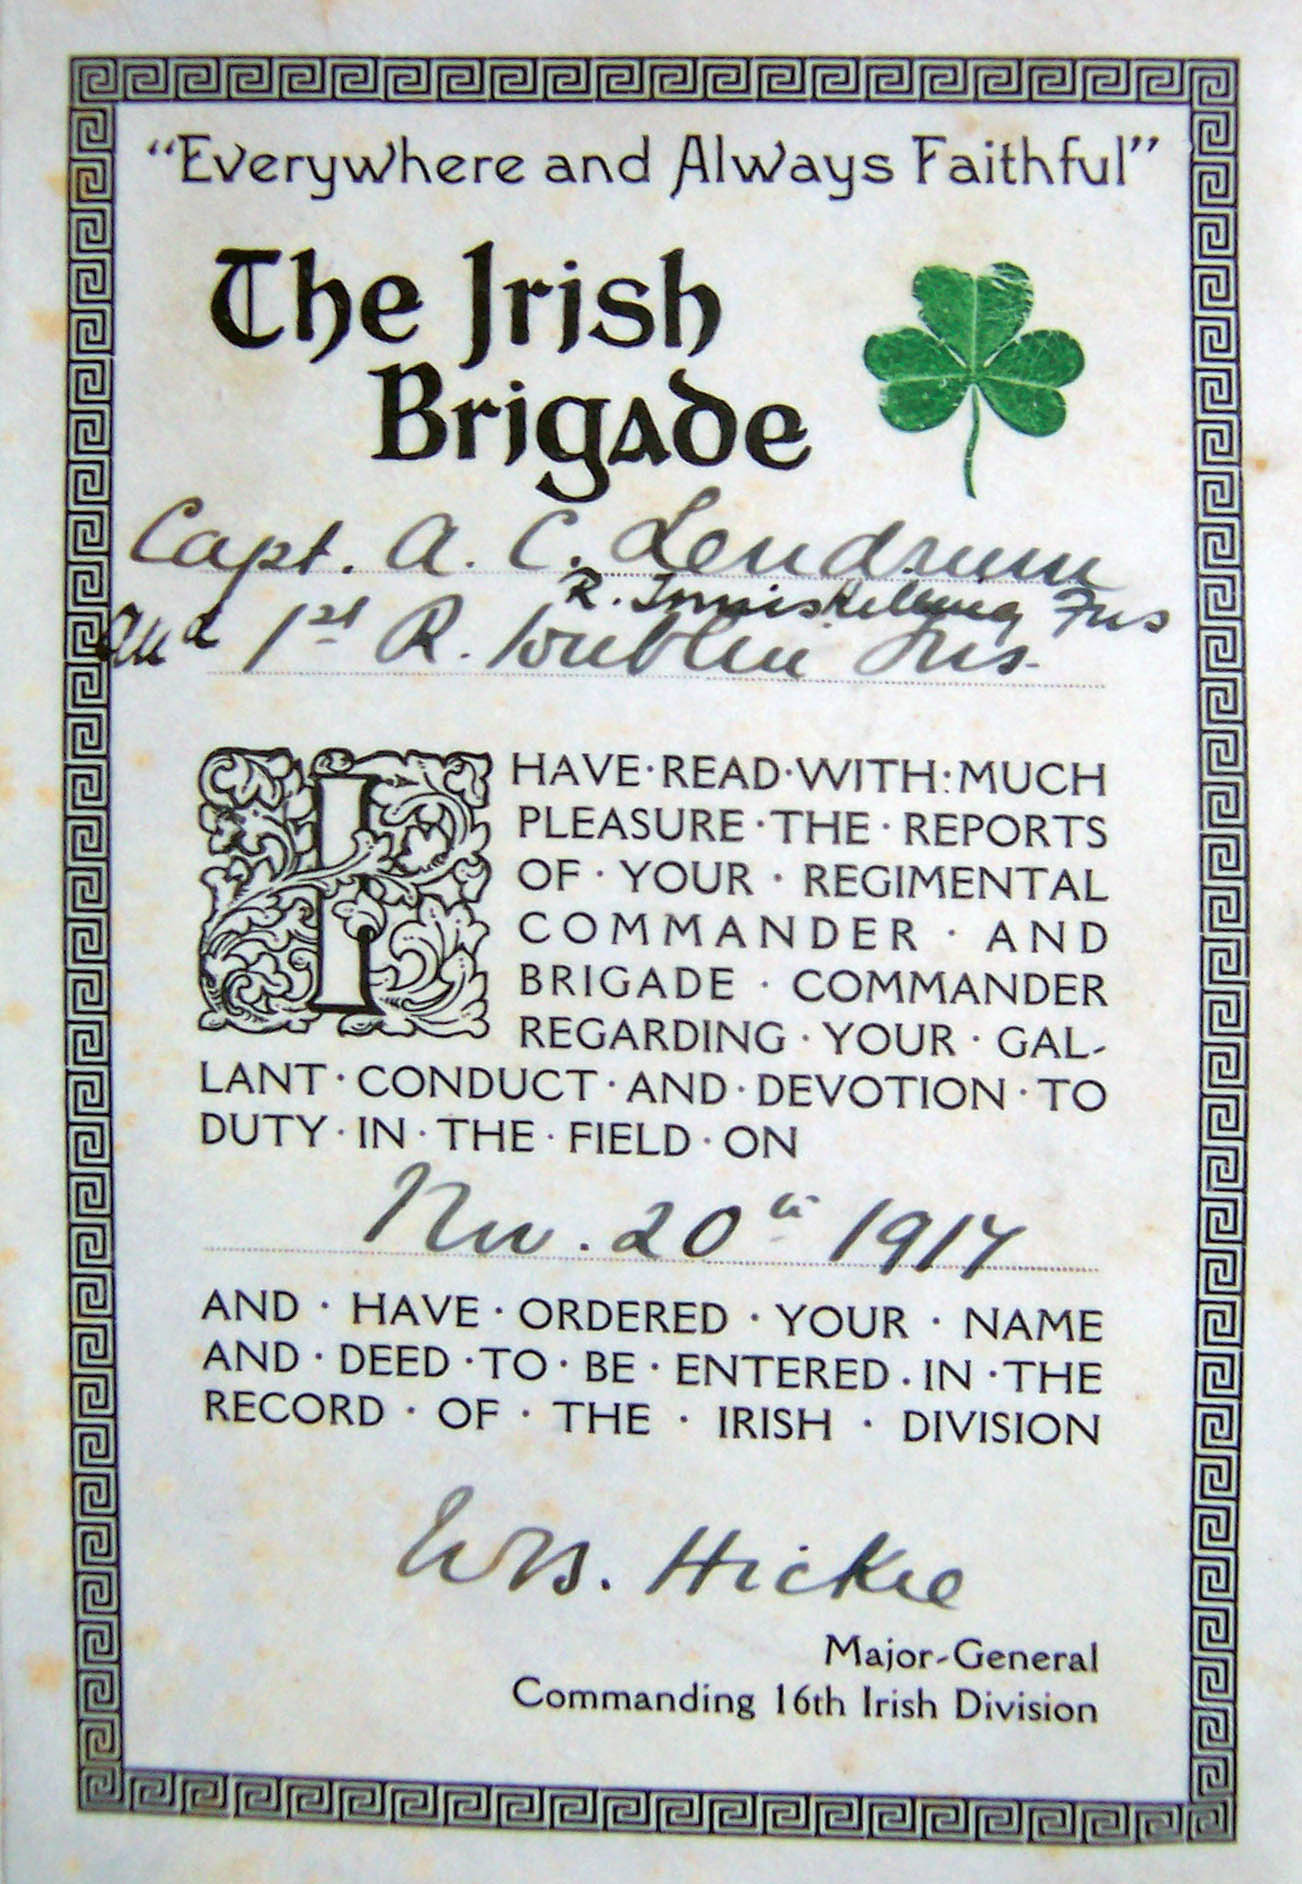 “Everywhere and Always Faithful”
The Irish
Brigade
Capt. A. C. Lendrum
R. Inniskilling Fus
and 1st R. Dublin Fus.
I HAVE · READ · WITH : MUCH
PLEASURE · THE · REPORTS
OF · YOUR · REGIMENTAL
COMMANDER · AND
BRIGADE · COMMANDER
REGARDING · YOUR · GAL-
LANT · CONDUCT · AND · DEVOTION · TO
DUTY · IN · THE · FIELD · ON
Nov. 20th 1917
AND · HAVE · ORDERED · YOUR · NAME
AND · DEED · TO · BE · ENTERED . IN · THE
RECORD · OF · THE · IRISH · DIVISION
WB. Hickie
Major-General
Commanding 16th Irish Division